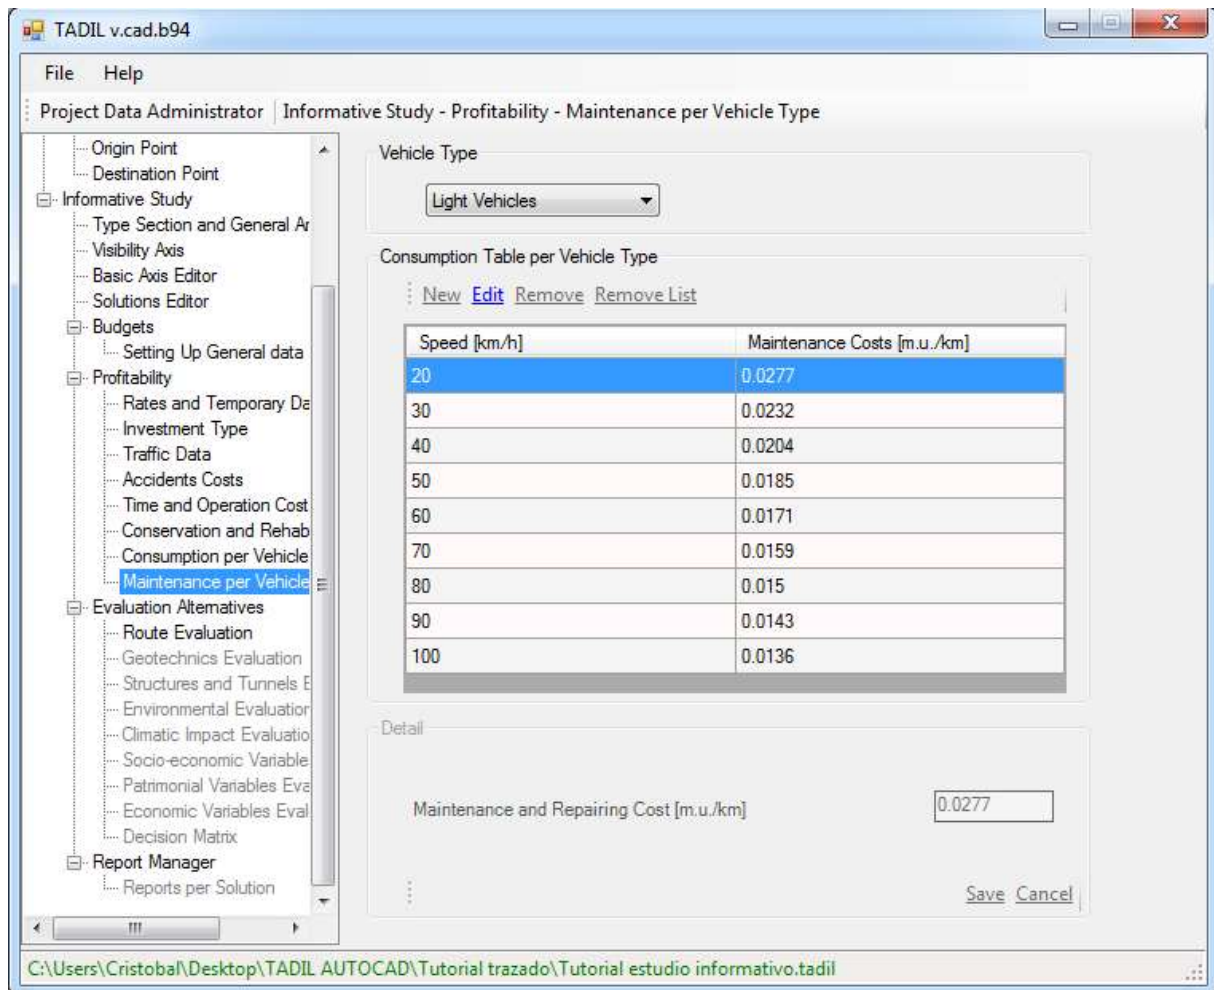 TADIL v.cad.b94
File Help
Project Data Administrator Informative Study - Profitability - Maintenance per Vehicle Type
Origin Point
Destination Point
Informative Study
Type Section and General Ar
Visibility Axis
Basic Axis Editor
Solutions Editor
Budgets
Setting Up General data
Profitability
Rates and Temporary Da
Investment Type
Traffic Data
Accidents Costs
Time and Operation Cost
Conservation and Rehab
Consumption per Vehicle
Maintenance per Vehicle
Evaluation Alternatives
Route Evaluation
Geotechnics Evaluation
Structures and Tunnels E
Environmental Evaluation
Climatic Impact Evaluatio
Socio-economic Variable
Patrimonial Variables Eva
Economic Variables Eval
Decision Matrix
Report Manager
Reports per Solution
Vehicle Type
Light Vehicles
Consumption Table per Vehicle Type
New Edit Remove Remove List
Speed [km/h] Maintenance Costs [m.u./km]
20 0.0277
30 0.0232
40 0.0204
50 0.0185
60 0.0171
70 0.0159
80 0.015
90 0.0143
100 0.0136
Detail
Maintenance and Repairing Cost [m.u./km] 0.0277
Save Cancel
C:\Users\Cristobal\Desktop\TADIL AUTOCAD\Tutorial trazado\Tutorial estudio informativo.tadil